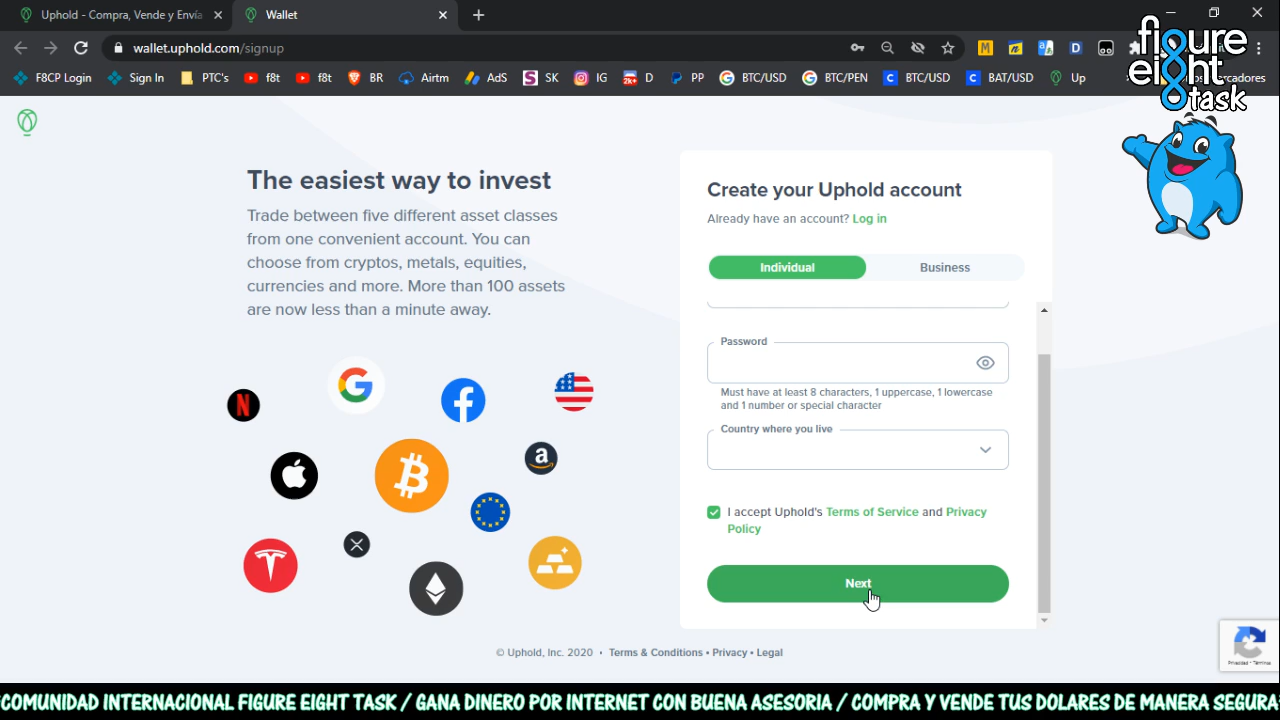 Uphold - Compra, Vende y Envía
Wallet
wallet.uphold.com/signup
F8CP Login
Sign In
PTC's
f8t
f8t
BR
Airtm
AdS
SK
IG
D
PP
BTC/USD
BTC/PEN
BTC/USD
BAT/USD
Up
figure
eight
task
The easiest way to invest
Trade between five different asset classes
from one convenient account. You can
choose from cryptos, metals, equities,
currencies and more. More than 100 assets
are now less than a minute away.
Create your Uphold account
Already have an account? Log in
Individual
Business
Password
Must have at least 8 characters, 1 uppercase, 1 lowercase
and 1 number or special character
Country where you live
I accept Uphold's Terms of Service and Privacy
Policy
Next
© Uphold, Inc. 2020 • Terms & Conditions • Privacy • Legal
Privacidad - Términos
COMUNIDAD INTERNACIONAL FIGURE EIGHT TASK / GANA DINERO POR INTERNET CON BUENA ASESORIA / COMPRA Y VENDE TUS DOLARES DE MANERA SEGURA